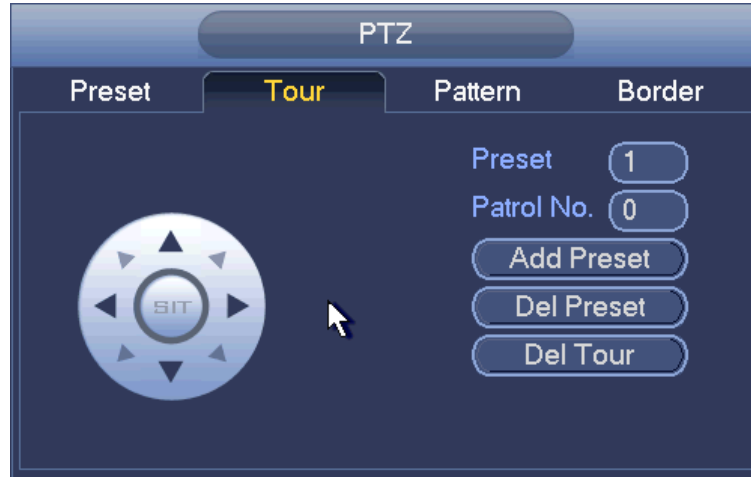 PTZ
Preset Tour Pattern Border
Preset 1
Patrol No. 0
Add Preset
SIT
Del Preset
Del Tour